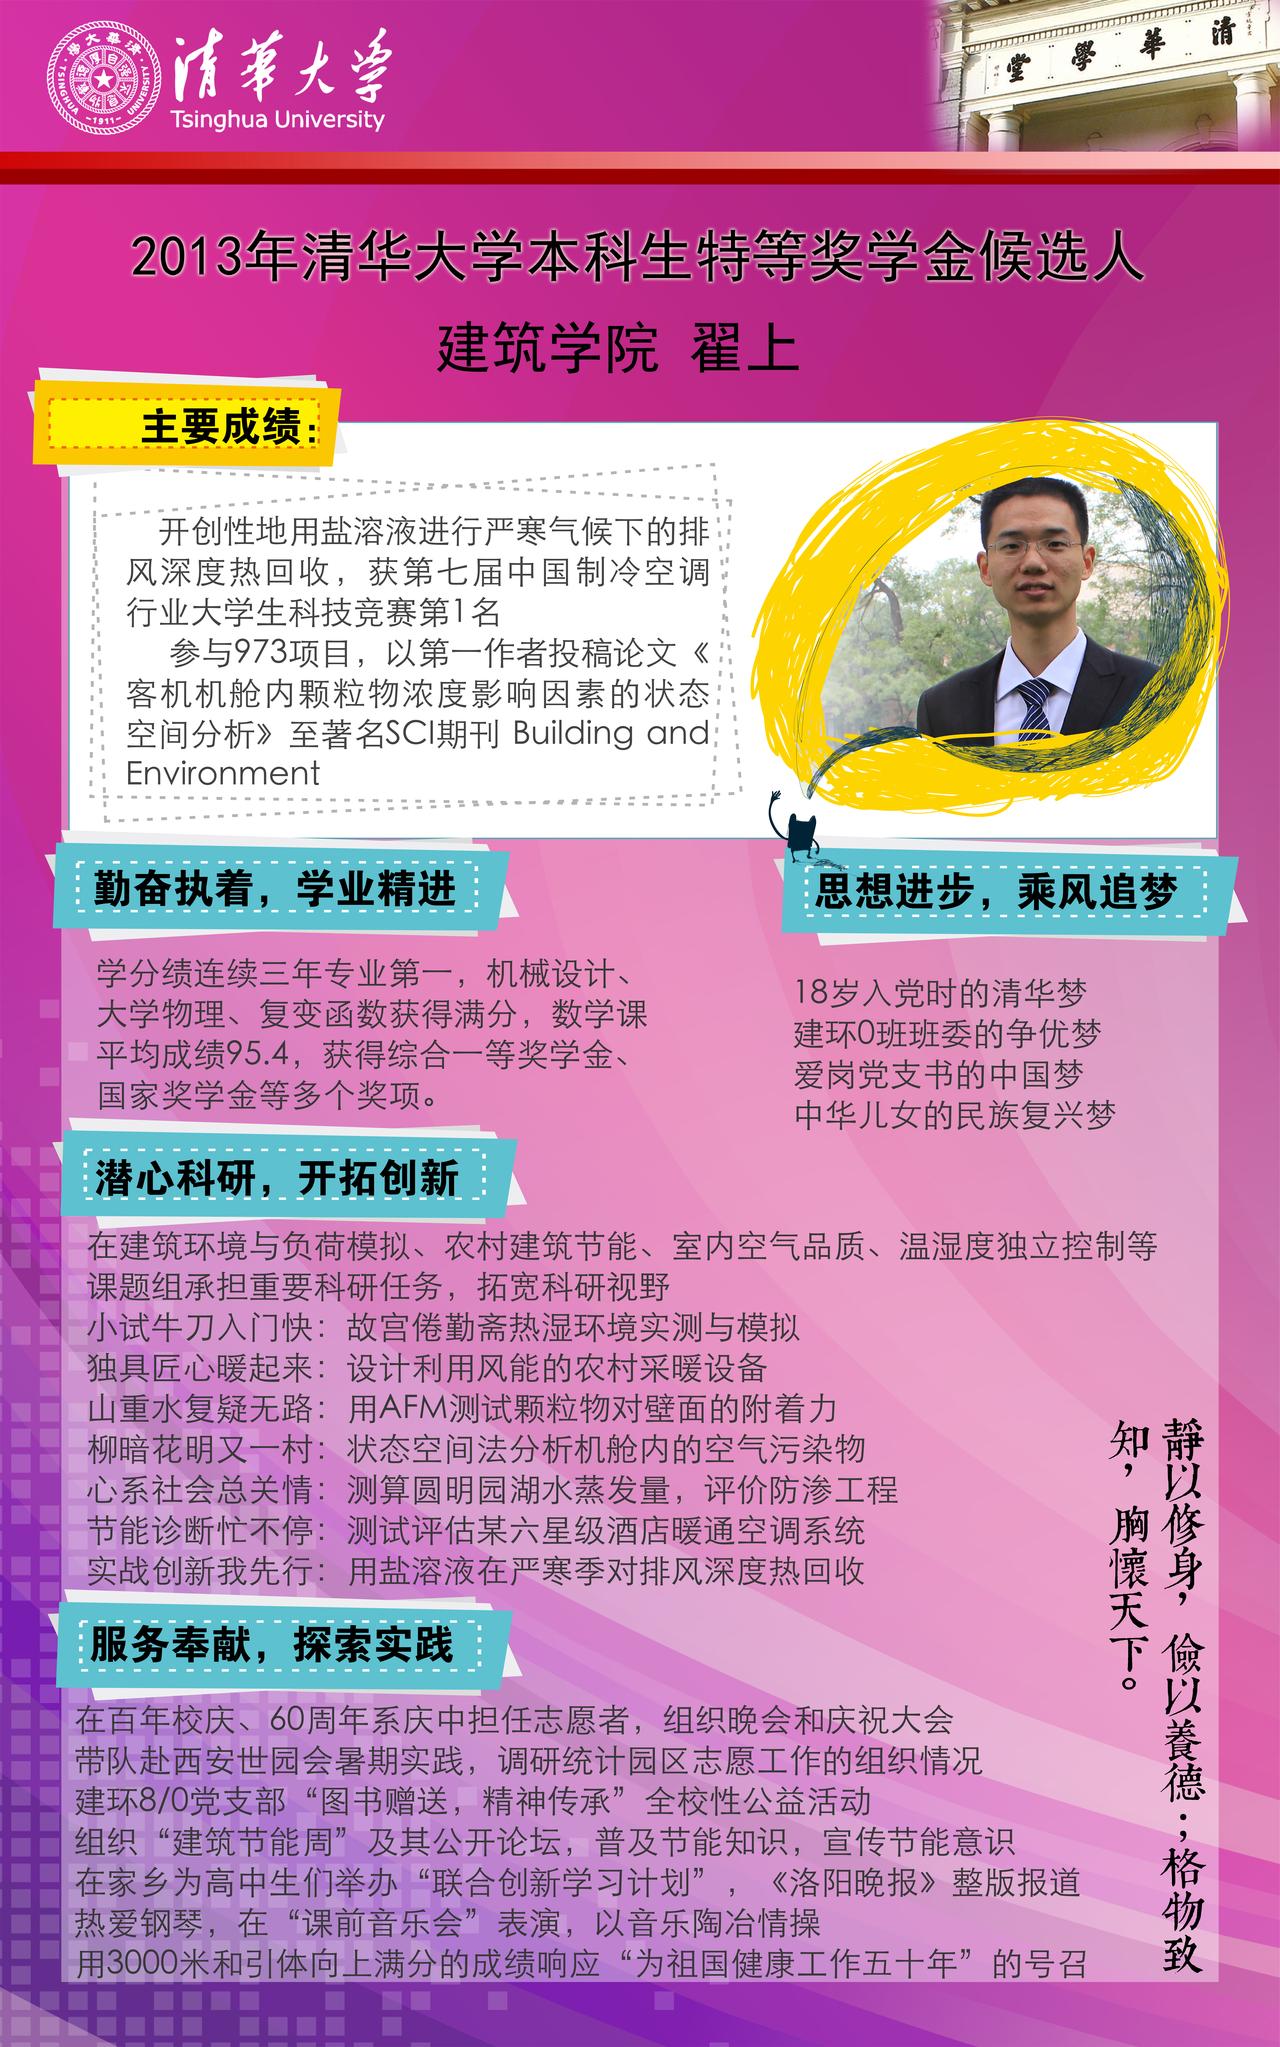 清華大学
Tsinghua University
TSINGHUA UNIVERSITY
-1911-
清華學堂
2013年清华大学本科生特等奖学金候选人
建筑学院 翟上
主要成绩:
开创性地用盐溶液进行严寒气候下的排
风深度热回收，获第七届中国制冷空调
行业大学生科技竞赛第1名
参与973项目，以第一作者投稿论文《
客机机舱内颗粒物浓度影响因素的状态
空间分析》至著名SCI期刊 Building and
Environment
勤奋执着，学业精进
学分绩连续三年专业第一，机械设计、
大学物理、复变函数获得满分，数学课
平均成绩95.4，获得综合一等奖学金、
国家奖学金等多个奖项。
思想进步，乘风追梦
18岁入党时的清华梦
建环0班班委的争优梦
爱岗党支书的中国梦
中华儿女的民族复兴梦
潜心科研，开拓创新
在建筑环境与负荷模拟、农村建筑节能、室内空气品质、温湿度独立控制等
课题组承担重要科研任务，拓宽科研视野
小试牛刀入门快：故宫倦勤斋热湿环境实测与模拟
独具匠心暖起来：设计利用风能的农村采暖设备
山重水复疑无路：用AFM测试颗粒物对壁面的附着力
柳暗花明又一村：状态空间法分析机舱内的空气污染物
心系社会总关情：测算圆明园湖水蒸发量，评价防渗工程
节能诊断忙不停：测试评估某六星级酒店暖通空调系统
实战创新我先行：用盐溶液在严寒季对排风深度热回收
服务奉献，探索实践
在百年校庆、60周年系庆中担任志愿者，组织晚会和庆祝大会
带队赴西安世园会暑期实践，调研统计园区志愿工作的组织情况
建环8/0党支部“图书赠送，精神传承”全校性公益活动
组织“建筑节能周”及其公开论坛，普及节能知识，宣传节能意识
在家乡为高中生们举办“联合创新学习计划”，《洛阳晚报》整版报道
热爱钢琴，在“课前音乐会”表演，以音乐陶冶情操
用3000米和引体向上满分的成绩响应“为祖国健康工作五十年”的号召
靜以修身，儉以養德；格物致
知，胸懷天下。